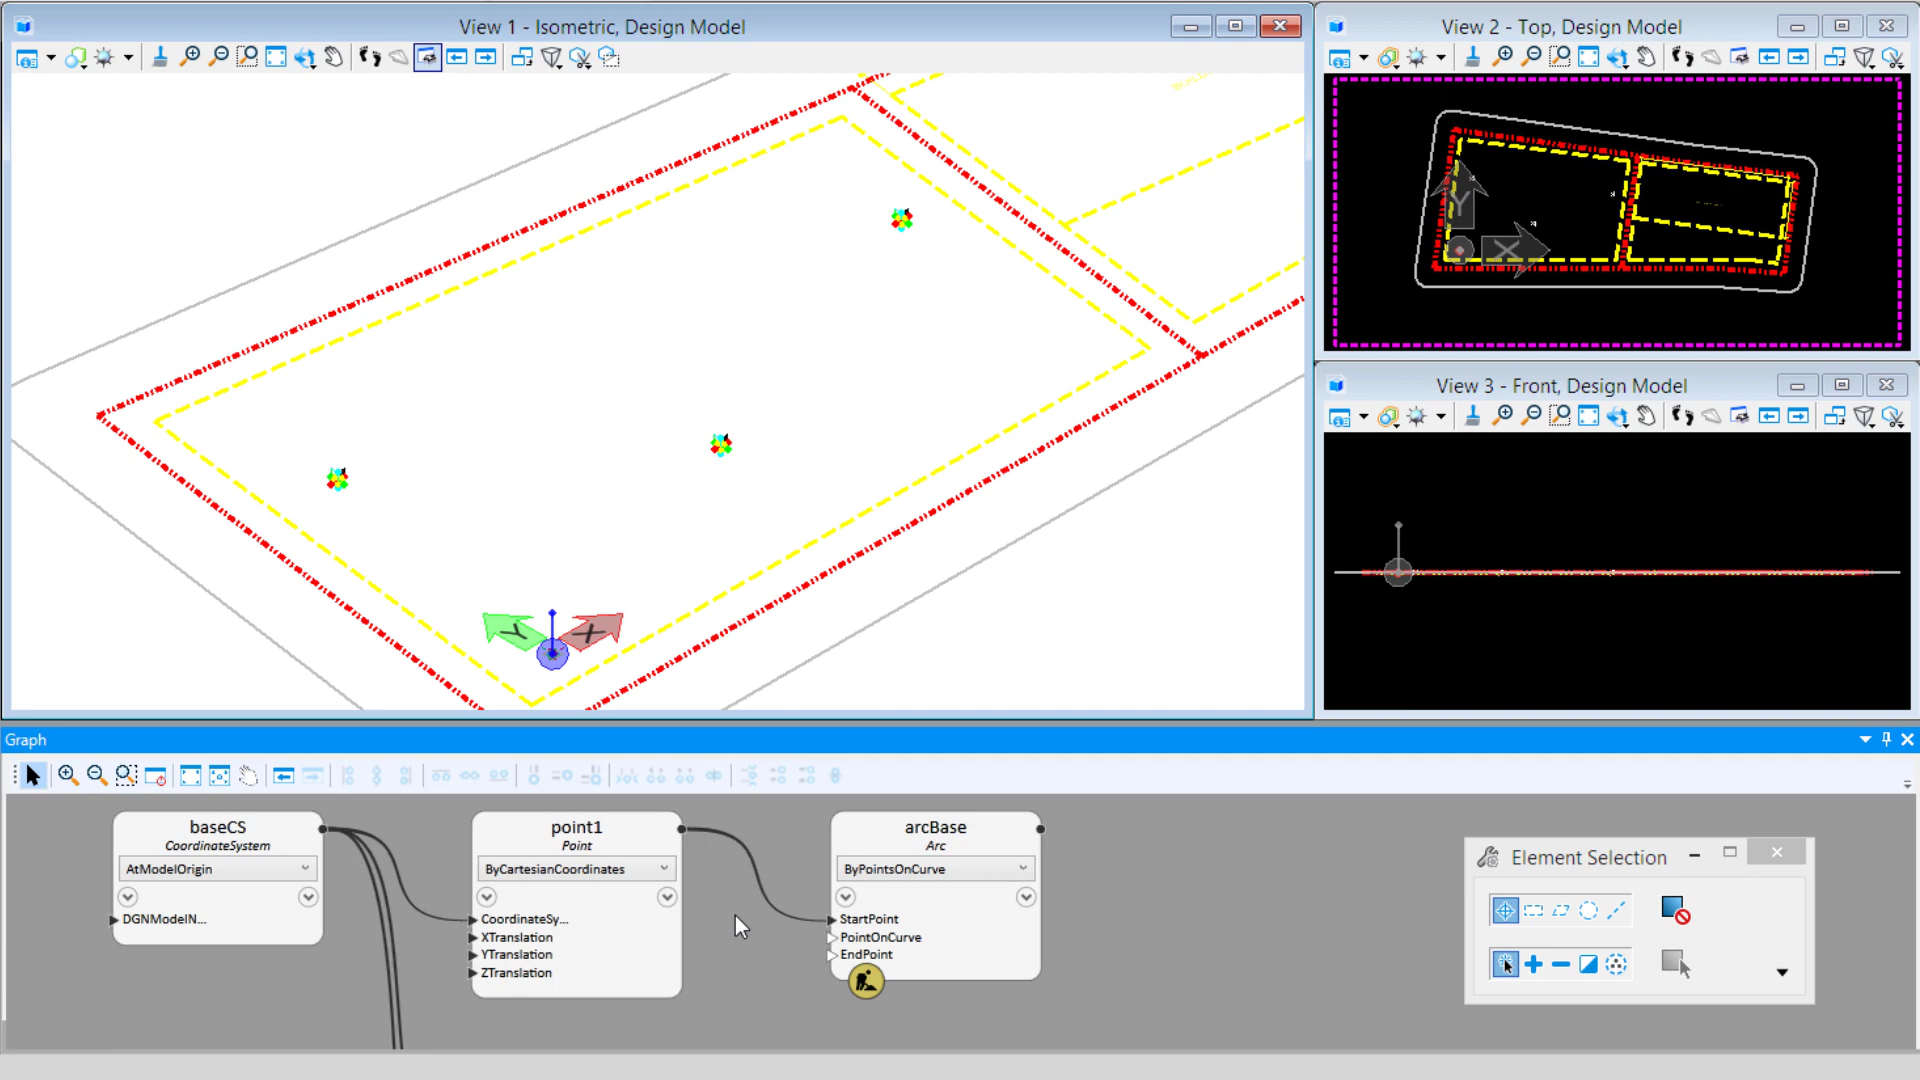 View 1 - Isometric, Design Model
View 2 - Top, Design Model
Y
X
Y
X
View 3 - Front, Design Model
Graph
baseCS
CoordinateSystem
AtModelOrigin
DGNModelN...
point1
Point
ByCartesianCoordinates
CoordinateSy...
XTranslation
YTranslation
ZTranslation
arcBase
Arc
ByPointsOnCurve
StartPoint
PointOnCurve
EndPoint
Element Selection